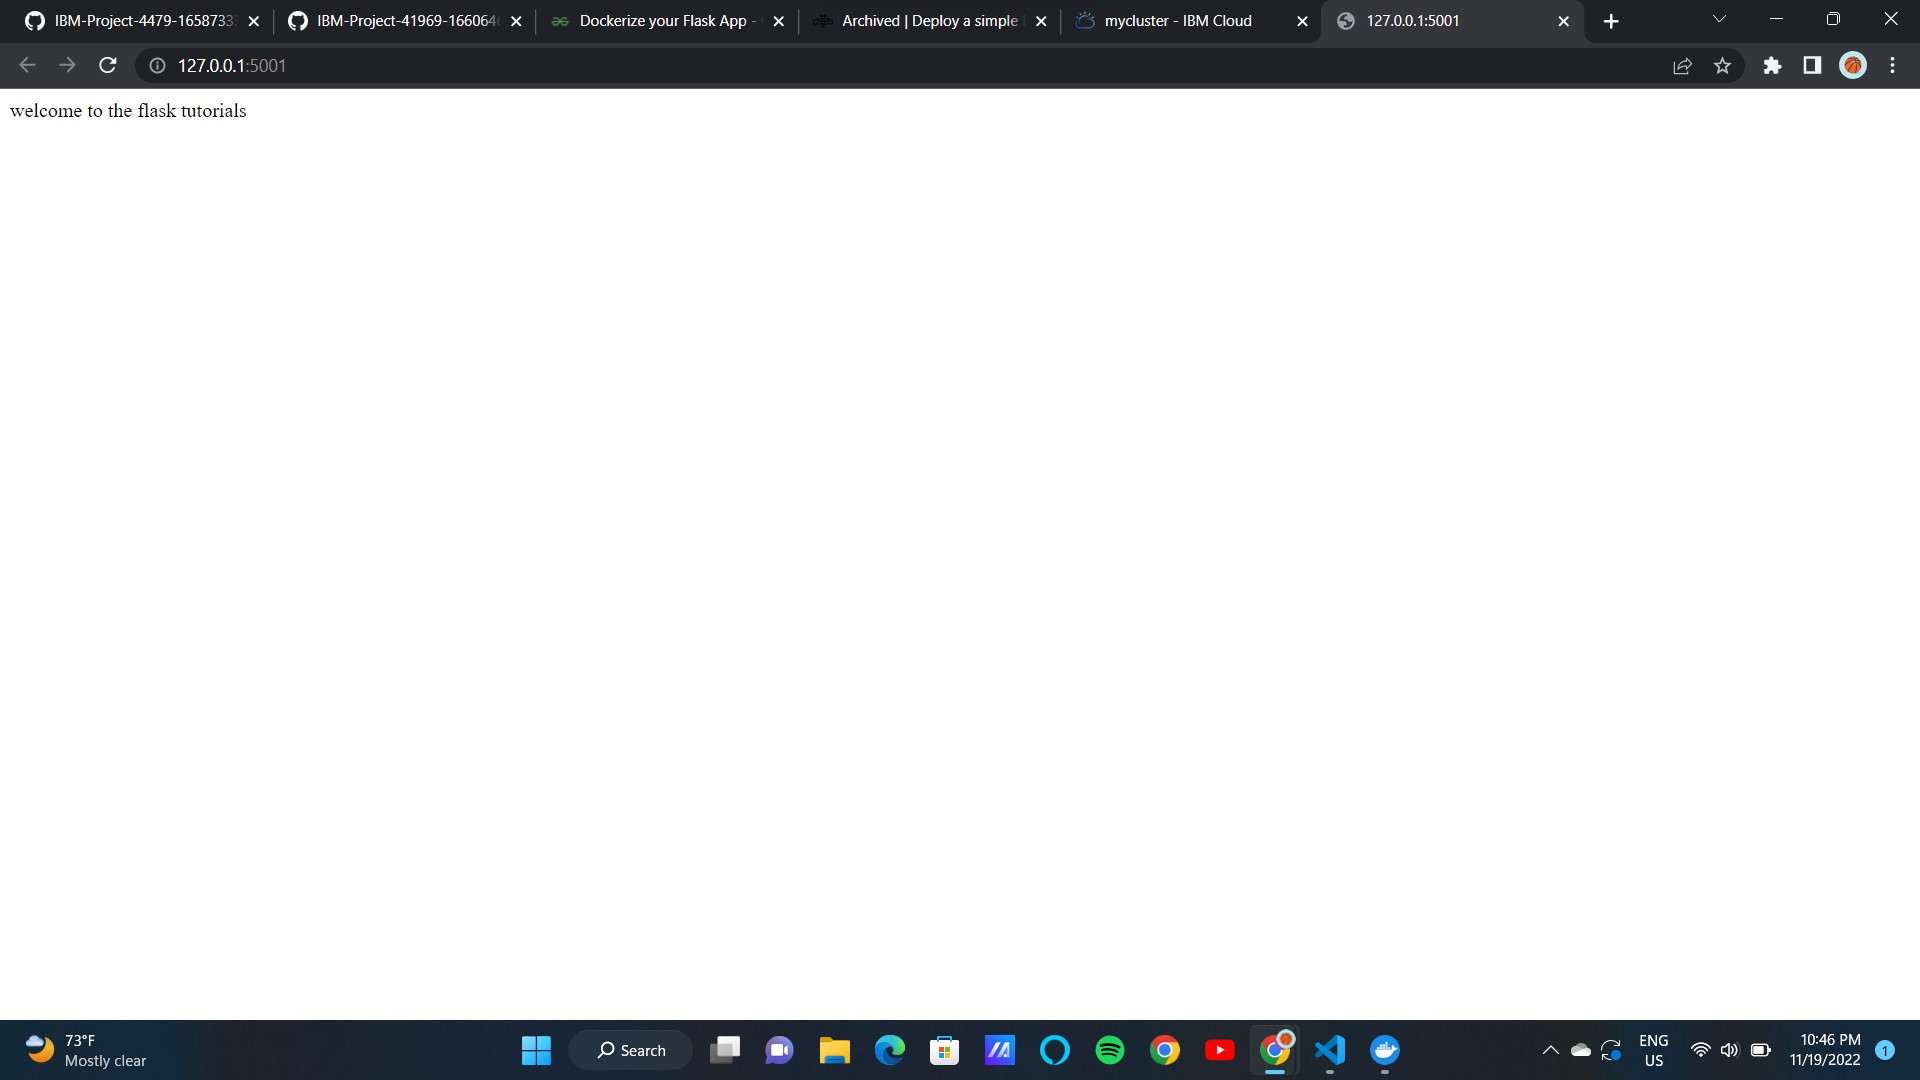 IBM-Project-4479-1658733
IBM-Project-41969-166064
Dockerize your Flask App -
Archived | Deploy a simple
mycluster - IBM Cloud
127.0.0.1:5001
127.0.0.1:5001
welcome to the flask tutorials
73°F
Mostly clear
Search
ENG
US
10:46 PM
11/19/2022
1